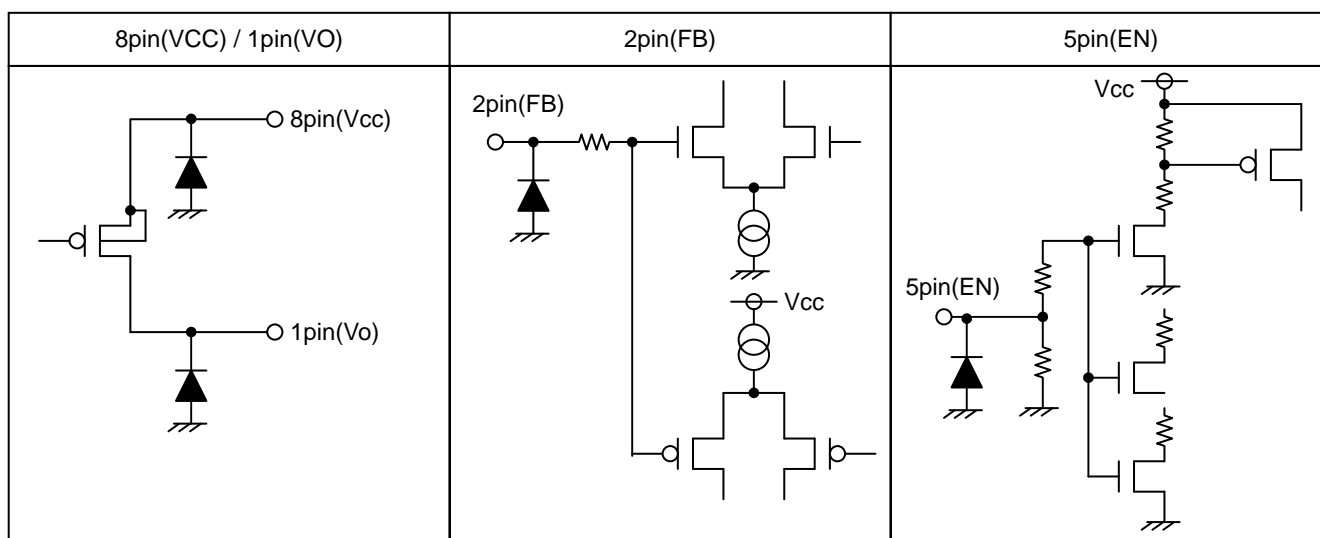 8pin(VCC) / 1pin(VO)
2pin(FB)
5pin(EN)
8pin(Vcc)
1pin(Vo)
2pin(FB)
Vcc
Vcc
5pin(EN)